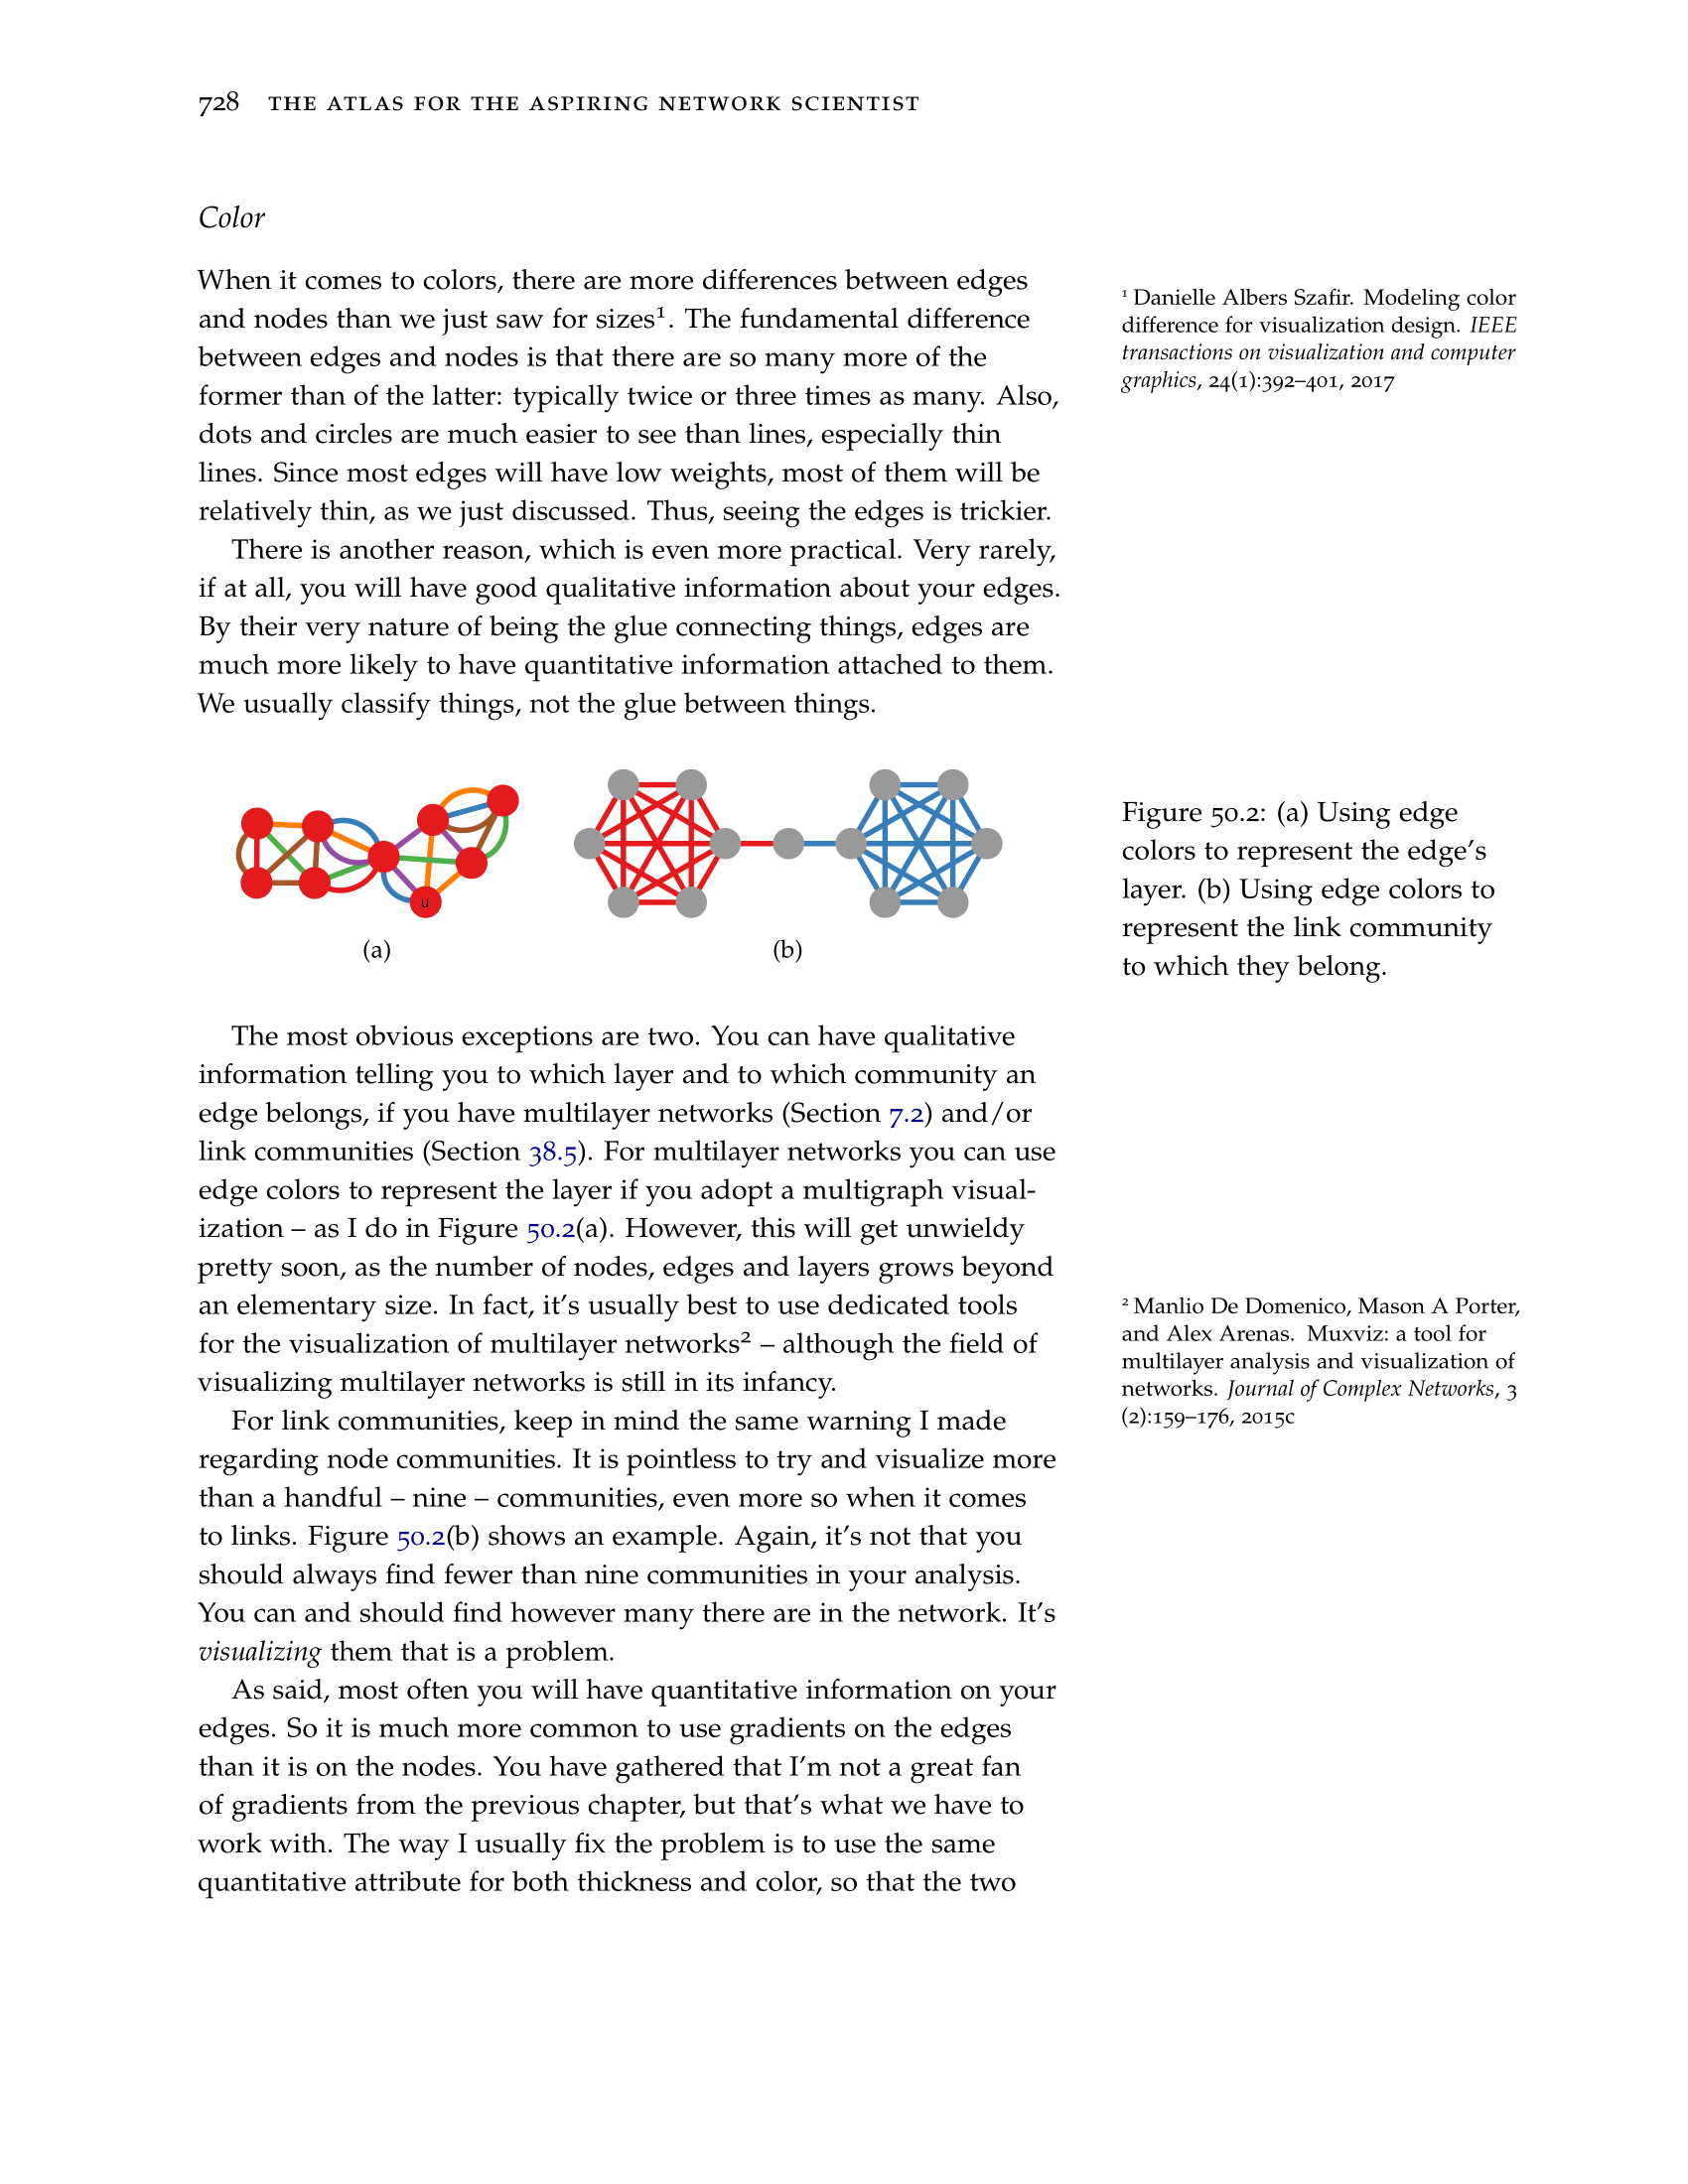 728 THE ATLAS FOR THE ASPIRING NETWORK SCIENTIST
Color
When it comes to colors, there are more differences between edges
and nodes than we just saw for sizes¹. The fundamental difference
between edges and nodes is that there are so many more of the
former than of the latter: typically twice or three times as many. Also,
dots and circles are much easier to see than lines, especially thin
lines. Since most edges will have low weights, most of them will be
relatively thin, as we just discussed. Thus, seeing the edges is trickier.
There is another reason, which is even more practical. Very rarely,
if at all, you will have good qualitative information about your edges.
By their very nature of being the glue connecting things, edges are
much more likely to have quantitative information attached to them.
We usually classify things, not the glue between things.
¹ Danielle Albers Szafir. Modeling color
difference for visualization design. IEEE
transactions on visualization and computer
graphics, 24(1):392–401, 2017
u
(a)
(b)
Figure 50.2: (a) Using edge
colors to represent the edge's
layer. (b) Using edge colors to
represent the link community
to which they belong.
The most obvious exceptions are two. You can have qualitative
information telling you to which layer and to which community an
edge belongs, if you have multilayer networks (Section 7.2) and/or
link communities (Section 38.5). For multilayer networks you can use
edge colors to represent the layer if you adopt a multigraph visual-
ization – as I do in Figure 50.2(a). However, this will get unwieldy
pretty soon, as the number of nodes, edges and layers grows beyond
an elementary size. In fact, it's usually best to use dedicated tools
for the visualization of multilayer networks² – although the field of
visualizing multilayer networks is still in its infancy.
For link communities, keep in mind the same warning I made
regarding node communities. It is pointless to try and visualize more
than a handful – nine – communities, even more so when it comes
to links. Figure 50.2(b) shows an example. Again, it's not that you
should always find fewer than nine communities in your analysis.
You can and should find however many there are in the network. It's
visualizing them that is a problem.
As said, most often you will have quantitative information on your
edges. So it is much more common to use gradients on the edges
than it is on the nodes. You have gathered that I'm not a great fan
of gradients from the previous chapter, but that's what we have to
work with. The way I usually fix the problem is to use the same
quantitative attribute for both thickness and color, so that the two
² Manlio De Domenico, Mason A Porter,
and Alex Arenas. Muxviz: a tool for
multilayer analysis and visualization of
networks. Journal of Complex Networks, 3
(2):159–176, 2015c